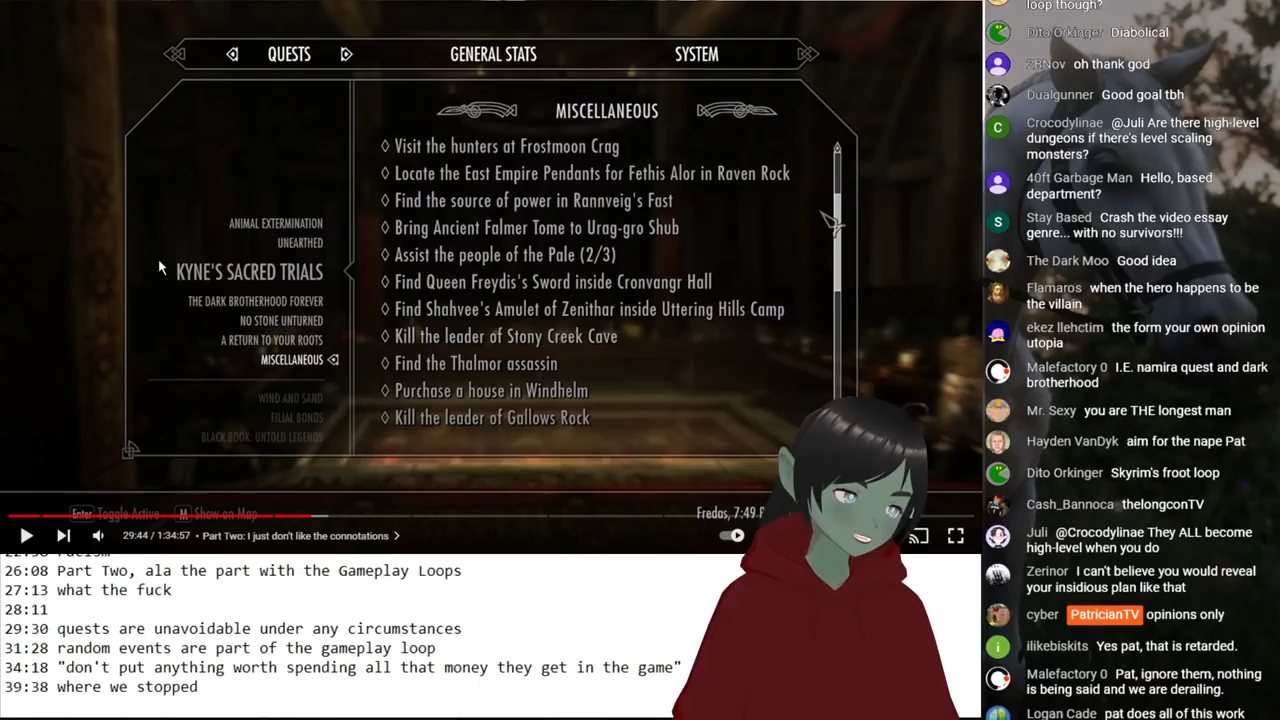 QUESTS
GENERAL STATS
SYSTEM
MISCELLANEOUS
Visit the hunters at Frostmoon Crag
Locate the East Empire Pendants for Fethis Alor in Raven Rock
Find the source of power in Rannveig's Fast
Bring Ancient Falmer Tome to Urag-gro Shub
Assist the people of the Pale (2/3)
Find Queen Freydis's Sword inside Cronvangr Hall
Find Shahvee's Amulet of Zenithar inside Uttering Hills Camp
Kill the leader of Stony Creek Cave
Find the Thalmor assassin
Purchase a house in Windhelm
Kill the leader of Gallows Rock
ANIMAL EXTERMINATION
UNEARTHED
KYNE'S SACRED TRIALS
THE DARK BROTHERHOOD FOREVER
NO STONE UNTURNED
A RETURN TO YOUR ROOTS
MISCELLANEOUS
WIND AND SAND
FILIAL BONDS
BLACK BOOK: UNTOLD LEGENDS
Enter Toggle Active M Show on Map
Fredas, 7:49
29:44 / 1:34:57 • Part Two: I just don't like the connotations
26:08 Part Two, ala the part with the Gameplay Loops
27:13 what the fuck
28:11
29:30 quests are unavoidable under any circumstances
31:28 random events are part of the gameplay loop
34:18 "don't put anything worth spending all that money they get in the game"
39:38 where we stopped
loop though?
Dito Orkinger Diabolical
2BNov oh thank god
Dualgunner Good goal tbh
Crocodylinae @Juli Are there high-level
dungeons if there's level scaling
monsters?
40ft Garbage Man Hello, based
department?
Stay Based Crash the video essay
genre... with no survivors!!!
The Dark Moo Good idea
Flamaros when the hero happens to be
the villain
ekez llehctim the form your own opinion
utopia
Malefactory 0 I.E. namira quest and dark
brotherhood
Mr. Sexy you are THE longest man
Hayden VanDyk aim for the nape Pat
Dito Orkinger Skyrim's froot loop
Cash_Bannoca thelongconTV
Juli @Crocodylinae They ALL become
high-level when you do
Zerinor I can't believe you would reveal
your insidious plan like that
cyber PatricianTV opinions only
ilikebiskits Yes pat, that is retarded.
Malefactory 0 Pat, ignore them, nothing
is being said and we are derailing.
Logan Cade pat does all of this work